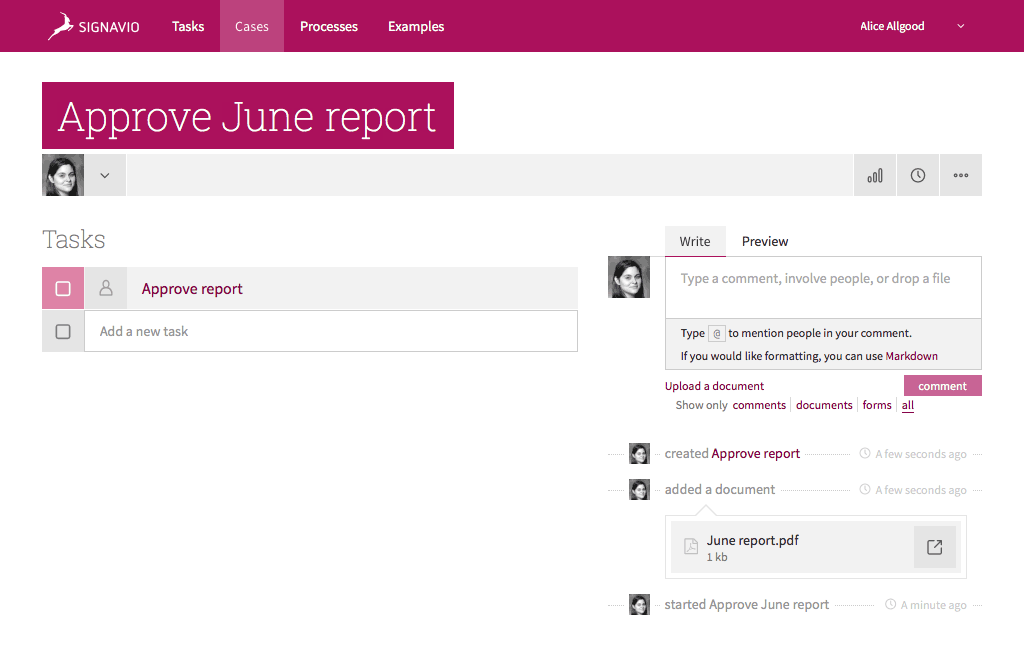 SIGNAVIO Tasks Cases Processes Examples Alice Allgood
Approve June report
Tasks
Approve report
Add a new task
Write Preview
Type a comment, involve people, or drop a file
Type @ to mention people in your comment.
If you would like formatting, you can use Markdown
Upload a document comment
Show only comments documents forms all
created Approve report A few seconds ago
added a document A few seconds ago
June report.pdf
1 kb
started Approve June report A minute ago